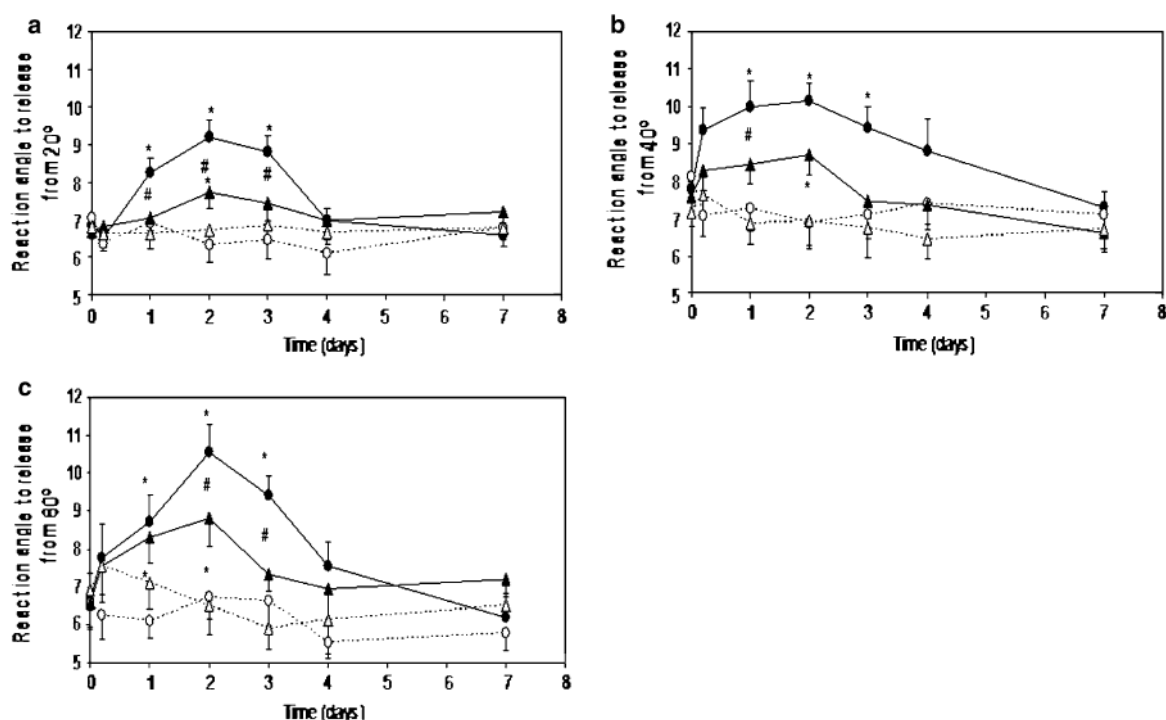 a
12
11
10
9
8
7
6
5
Reaction angle to release
from 20º
* * *
# # #
*
0 1 2 3 4 5 6 7 8
Time (days)
b
12
11
10
9
8
7
6
5
Reaction angle to release
from 40º
* * *
#
*
0 1 2 3 4 5 6 7 8
Time (days)
c
12
11
10
9
8
7
6
5
Reaction angle to release
from 60º
* * *
# #
* *
0 1 2 3 4 5 6 7 8
Time (days)